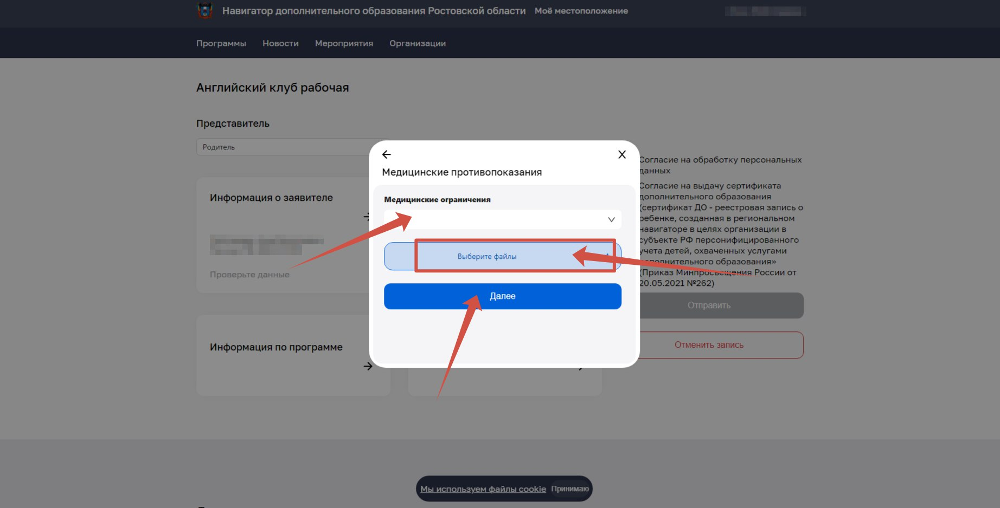 Навигатор дополнительного образования Ростовской области
Моё местоположение
Программы
Новости
Мероприятия
Организации
Английский клуб рабочая
Представитель
Родитель
Информация о заявителе
Проверьте данные
Информация по программе
Медицинские противопоказания
Медицинские ограничения
Выберите файлы
Далее
Согласие на обработку персональных
данных
Согласие на выдачу сертификата
дополнительного образования
(сертификат ДО - реестровая запись о
ребенке, созданная в региональном
навигаторе в целях организации в
субъекте РФ персонифицированного
учета детей, охваченных услугами
дополнительного образования»
(Приказ Минпросвещения России от
20.05.2021 №262)
Отправить
Отменить запись
Мы используем файлы cookie
Принимаю